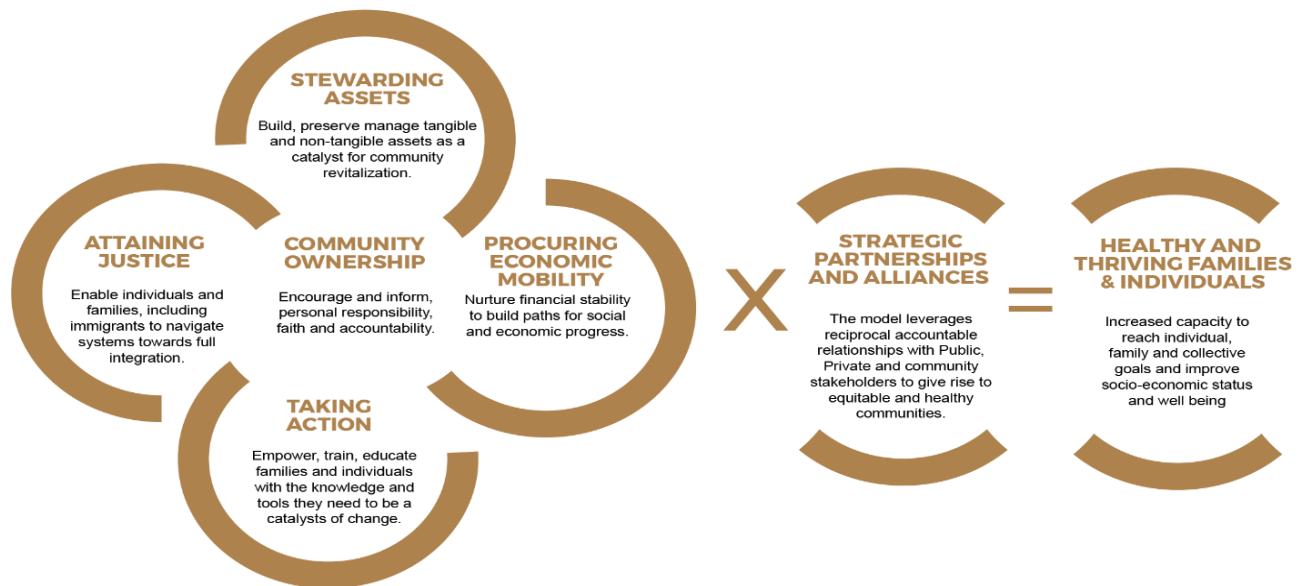 STEWARDING
ASSETS
Build, preserve manage tangible
and non-tangible assets as a
catalyst for community
revitalization.
ATTAINING
JUSTICE
Enable individuals and
families, including
immigrants to navigate
systems towards full
integration.
COMMUNITY
OWNERSHIP
Encourage and inform,
personal responsibility,
faith and accountability.
PROCURING
ECONOMIC
MOBILITY
Nurture financial stability
to build paths for social
and economic progress.
TAKING
ACTION
Empower, train, educate
families and individuals
with the knowledge and
tools they need to be a
catalysts of change.
X
STRATEGIC
PARTNERSHIPS
AND ALLIANCES
The model leverages
reciprocal accountable
relationships with Public,
Private and community
stakeholders to give rise to
equitable and healthy
communities.
=
HEALTHY AND
THRIVING FAMILIES
& INDIVIDUALS
Increased capacity to
reach individual,
family and collective
goals and improve
socio-economic status
and well being